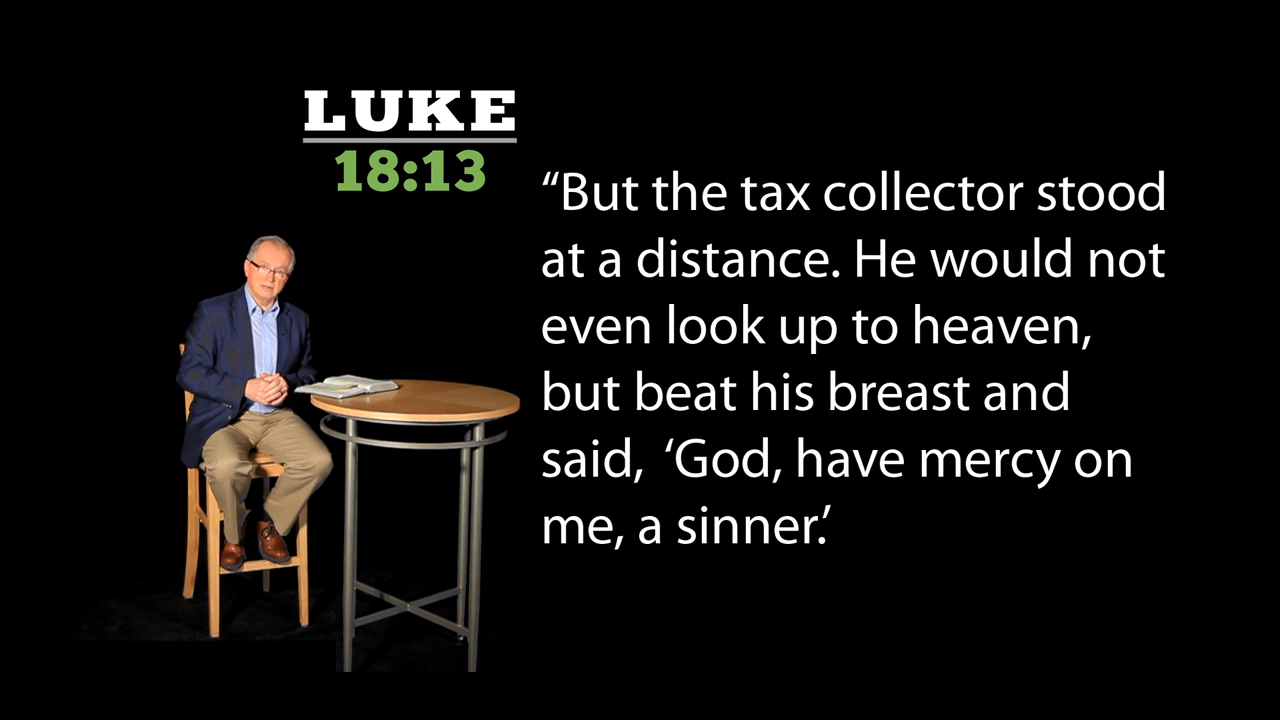 LUKE
18:13
“But the tax collector stood
at a distance. He would not
even look up to heaven,
but beat his breast and
said, ‘God, have mercy on
me, a sinner.’